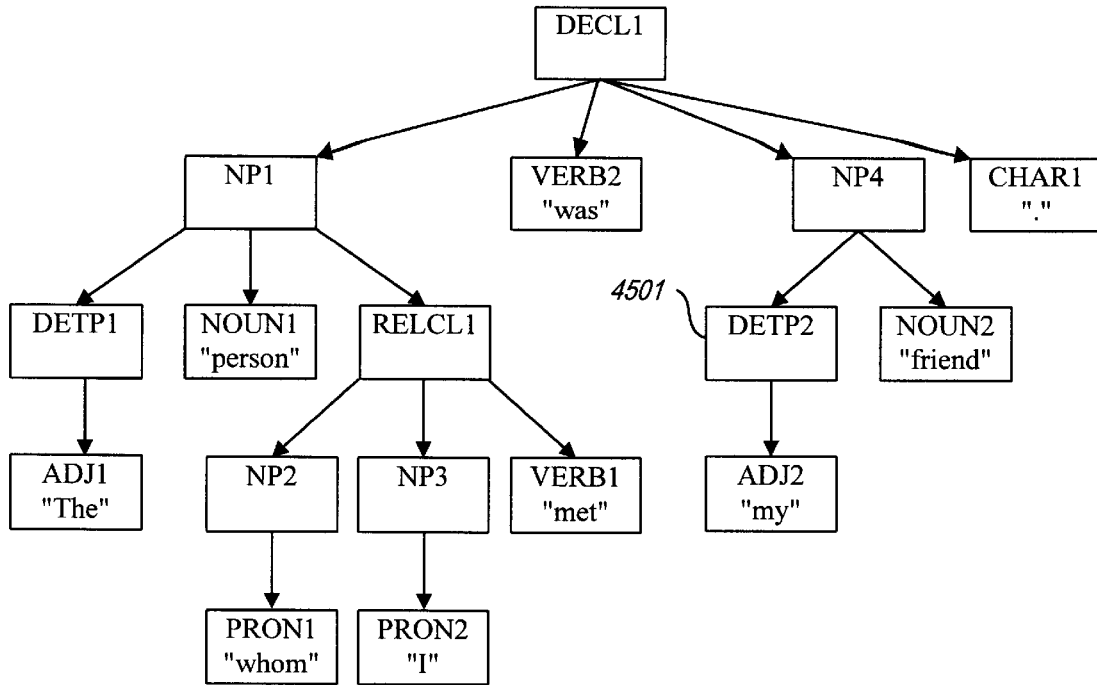 DECL1
NP1
VERB2
"was"
NP4
CHAR1
"."
4501
DETP1
NOUN1
"person"
RELCL1
DETP2
NOUN2
"friend"
ADJ1
"The"
NP2
NP3
VERB1
"met"
ADJ2
"my"
PRON1
"whom"
PRON2
"I"